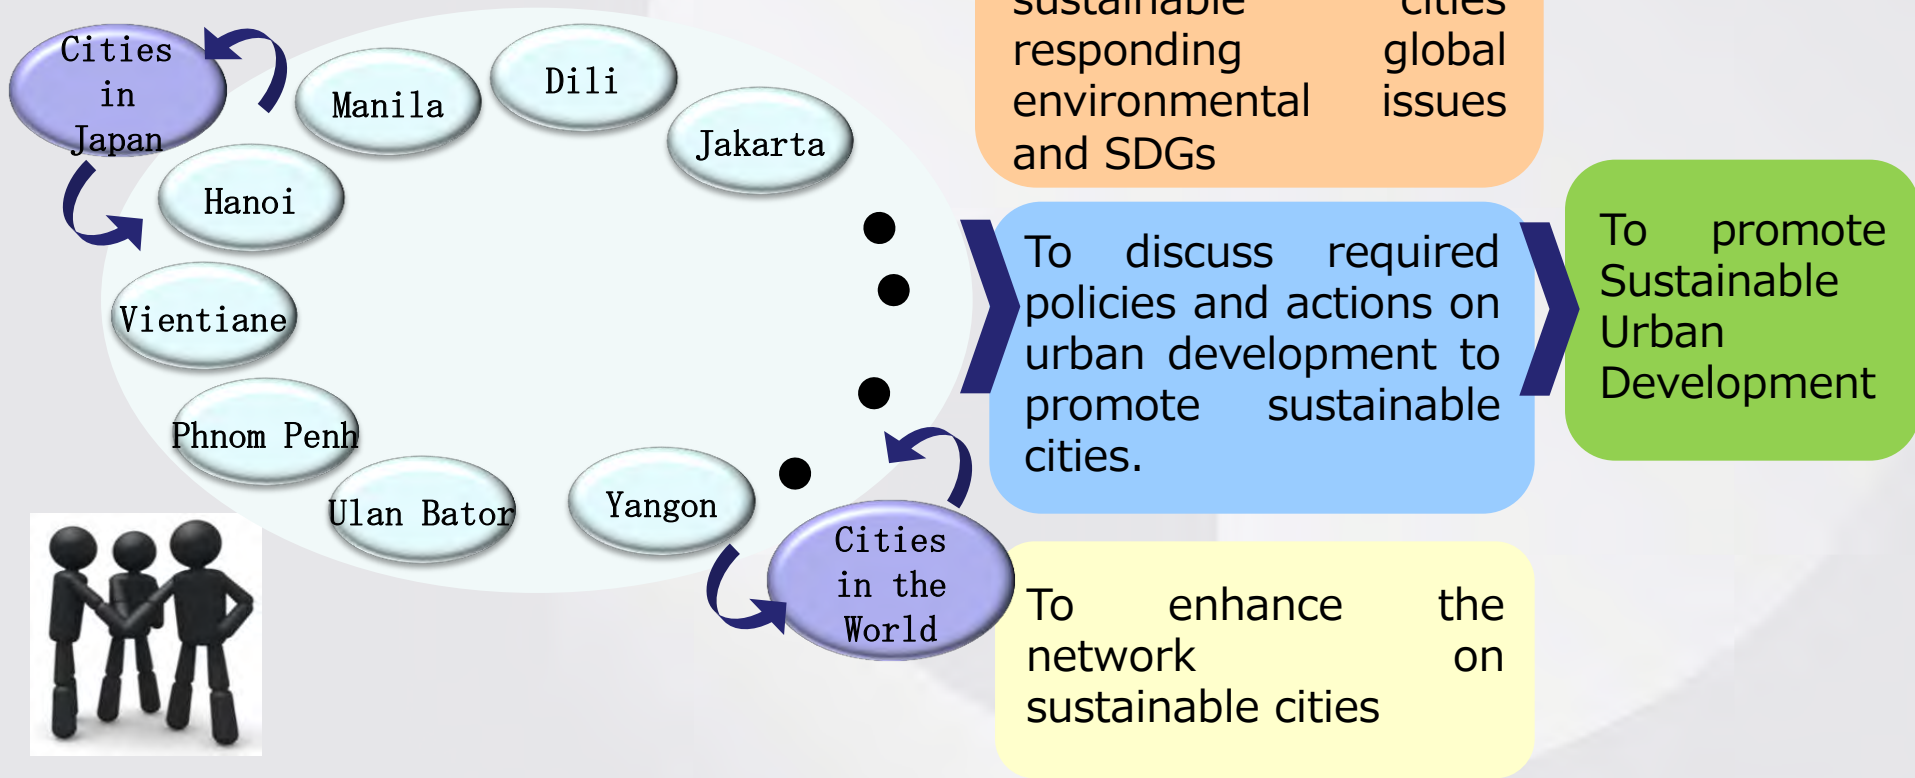 Cities
in
Japan
Manila
Dili
Jakarta
Hanoi
Vientiane
Phnom Penh
Ulan Bator
Yangon
Cities
in the
World
sustainable cities
responding global
environmental issues
and SDGs
To discuss required
policies and actions on
urban development to
promote sustainable
cities.
To enhance the
network on
sustainable cities
To promote
Sustainable
Urban
Development